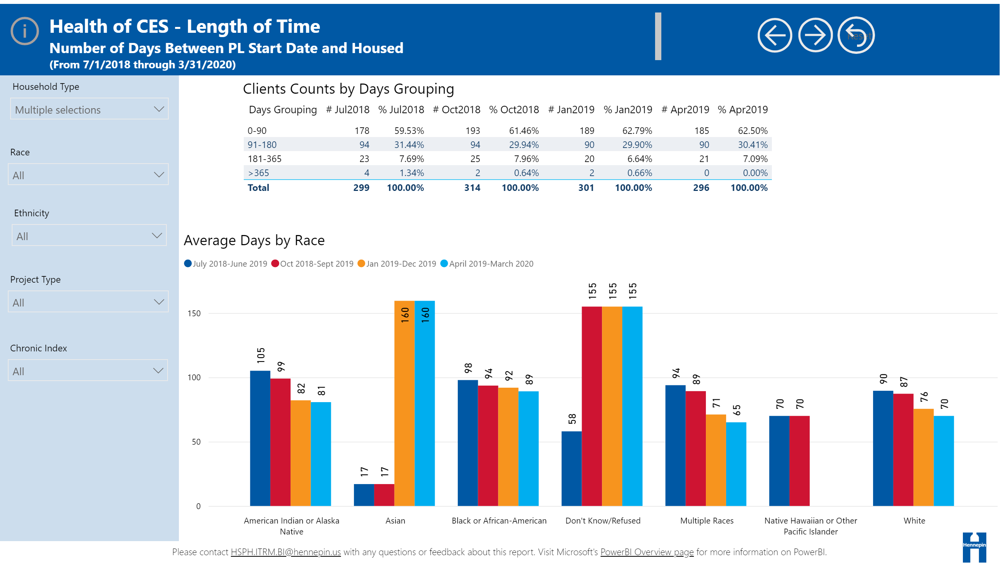 Health of CES - Length of Time
Number of Days Between PL Start Date and Housed
(From 7/1/2018 through 3/31/2020)
Reset
Household Type
Multiple selections
Race
All
Ethnicity
All
Project Type
All
Chronic Index
All
Clients Counts by Days Grouping
Days Grouping # Jul2018 % Jul2018 # Oct2018 % Oct2018 # Jan2019 % Jan2019 # Apr2019 % Apr2019
0-90 178 59.53% 193 61.46% 189 62.79% 185 62.50%
91-180 94 31.44% 94 29.94% 90 29.90% 90 30.41%
181-365 23 7.69% 25 7.96% 20 6.64% 21 7.09%
>365 4 1.34% 2 0.64% 2 0.66% 0 0.00%
Total 299 100.00% 314 100.00% 301 100.00% 296 100.00%
Average Days by Race
July 2018-June 2019 Oct 2018-Sept 2019 Jan 2019-Dec 2019 April 2019-March 2020
150
100
50
0
105 99 82 81
17 17 160 160
98 94 92 89
58 155 155 155
94 89 71 65
70 70
90 87 76 70
American Indian or Alaska
Native
Asian
Black or African-American
Don't Know/Refused
Multiple Races
Native Hawaiian or Other
Pacific Islander
White
Please contact HSPH.ITRM.BI@hennepin.us with any questions or feedback about this report. Visit Microsoft's PowerBI Overview page for more information on PowerBI.
Hennepin